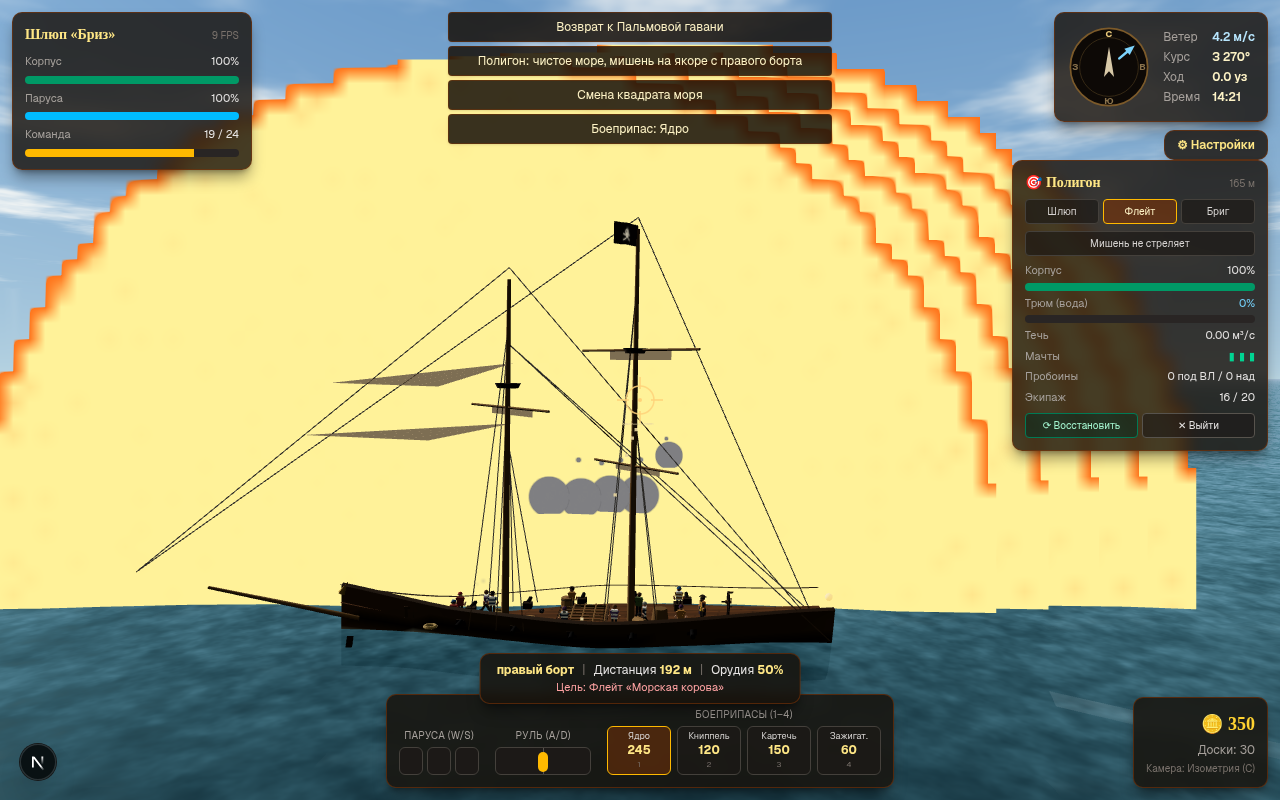 Шлюп «Бриз» 9 FPS
Корпус 100%
Паруса 100%
Команда 19 / 24
Возврат к Пальмовой гавани
Полигон: чистое море, мишень на якоре с правого борта
Смена квадрата моря
Боеприпас: Ядро
С
З В
Ю
Ветер 4.2 м/с
Курс З 270°
Ход 0.0 уз
Время 14:21
⚙ Настройки
🎯 Полигон 165 м
Шлюп Флейт Бриг
Мишень не стреляет
Корпус 100%
Трюм (вода) 0%
Течь 0.00 м³/с
Мачты
Пробоины 0 под ВЛ / 0 над
Экипаж 16 / 20
⟳ Восстановить ✕ Выйти
правый борт | Дистанция 192 м | Орудия 50%
Цель: Флейт «Морская корова»
ПАРУСА (W/S) РУЛЬ (A/D) БОЕПРИПАСЫ (1–4)
Ядро 245 1
Книппель 120 2
Картечь 150 3
Зажигат. 60 4
N
350
Доски: 30
Камера: Изометрия (C)